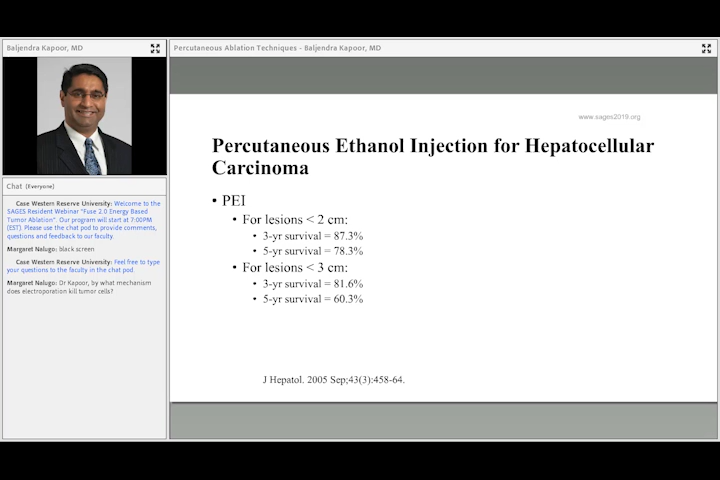 Baljendra Kapoor, MD
Percutaneous Ablation Techniques - Baljendra Kapoor, MD
Chat (Everyone)
Case Western Reserve University: Welcome to the
SAGES Resident Webinar "Fuse 2.0 Energy Based
Tumor Ablation". Our program will start at 7:00PM
(EST). Please use the chat pod to provide comments,
questions and feedback to our faculty.
Margaret Nalugo: black screen
Case Western Reserve University: Feel free to type
your questions to the faculty in the chat pod.
Margaret Nalugo: Dr Kapoor, by what mechanism
does electroporation kill tumor cells?
www.sages2019.org
Percutaneous Ethanol Injection for Hepatocellular
Carcinoma
• PEI
• For lesions < 2 cm:
• 3-yr survival = 87.3%
• 5-yr survival = 78.3%
• For lesions < 3 cm:
• 3-yr survival = 81.6%
• 5-yr survival = 60.3%
J Hepatol. 2005 Sep;43(3):458-64.